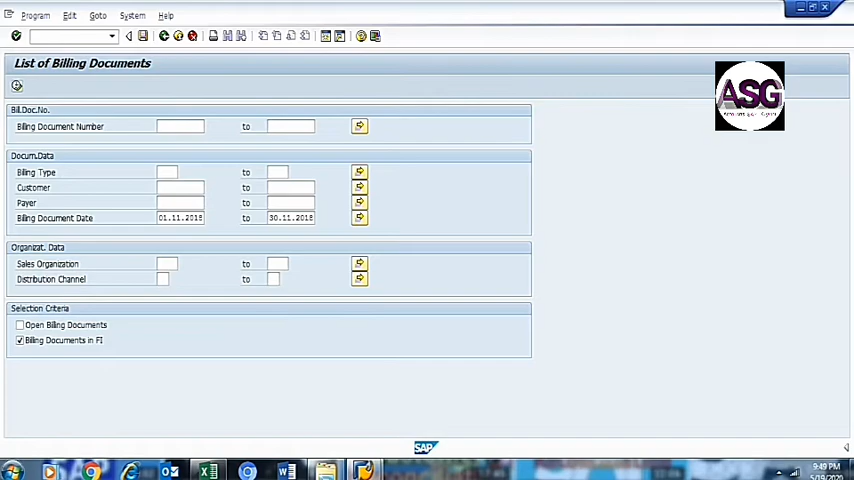 Program Edit Goto System Help
List of Billing Documents
ASG
Bill.Doc.No.
Billing Document Number to
Docum.Data
Billing Type to
Customer to
Payer to
Billing Document Date 01.11.2018 to 30.11.2018
Organizat. Data
Sales Organization to
Distribution Channel to
Selection Criteria
Open Billing Documents
Billing Documents in FI
SAP
9:49 PM
5/19/2020